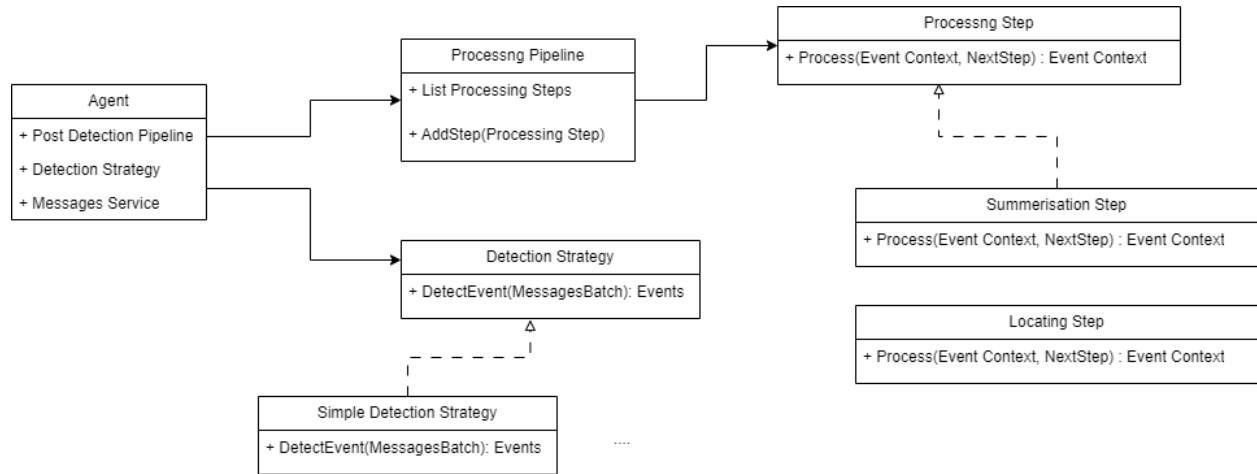 Processng Step
+ Process(Event Context, NextStep) : Event Context
Processng Pipeline
+ List Processing Steps
+ AddStep(Processing Step)
Agent
+ Post Detection Pipeline
+ Detection Strategy
+ Messages Service
Summerisation Step
+ Process(Event Context, NextStep) : Event Context
Detection Strategy
+ DetectEvent(MessagesBatch): Events
Locating Step
+ Process(Event Context, NextStep) : Event Context
Simple Detection Strategy
+ DetectEvent(MessagesBatch): Events
....